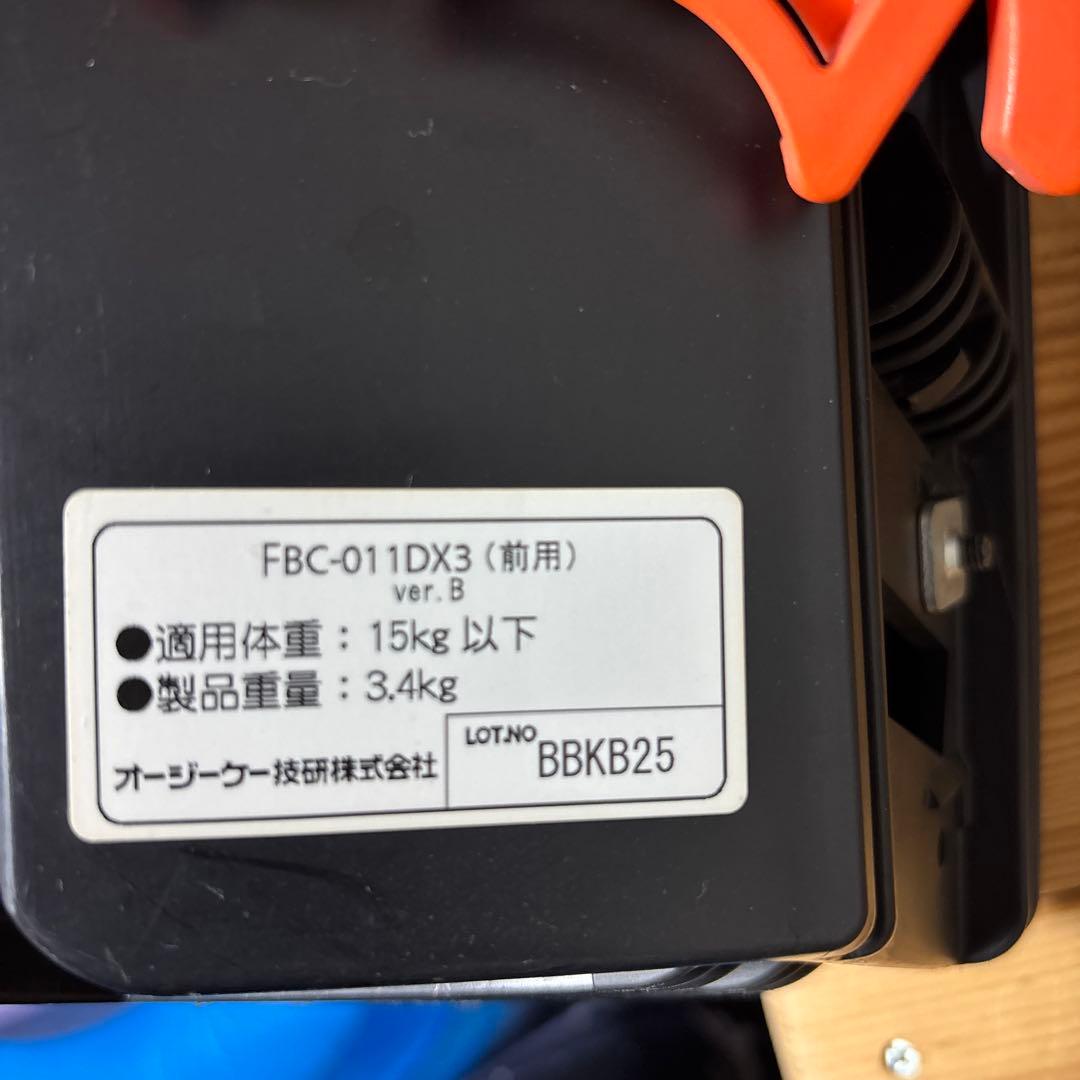 FBC-011DX3（前用）
ver.B
●適用体重：15kg 以下
●製品重量：3.4kg
オージーケー技研株式会社
LOT.NO BBKB25